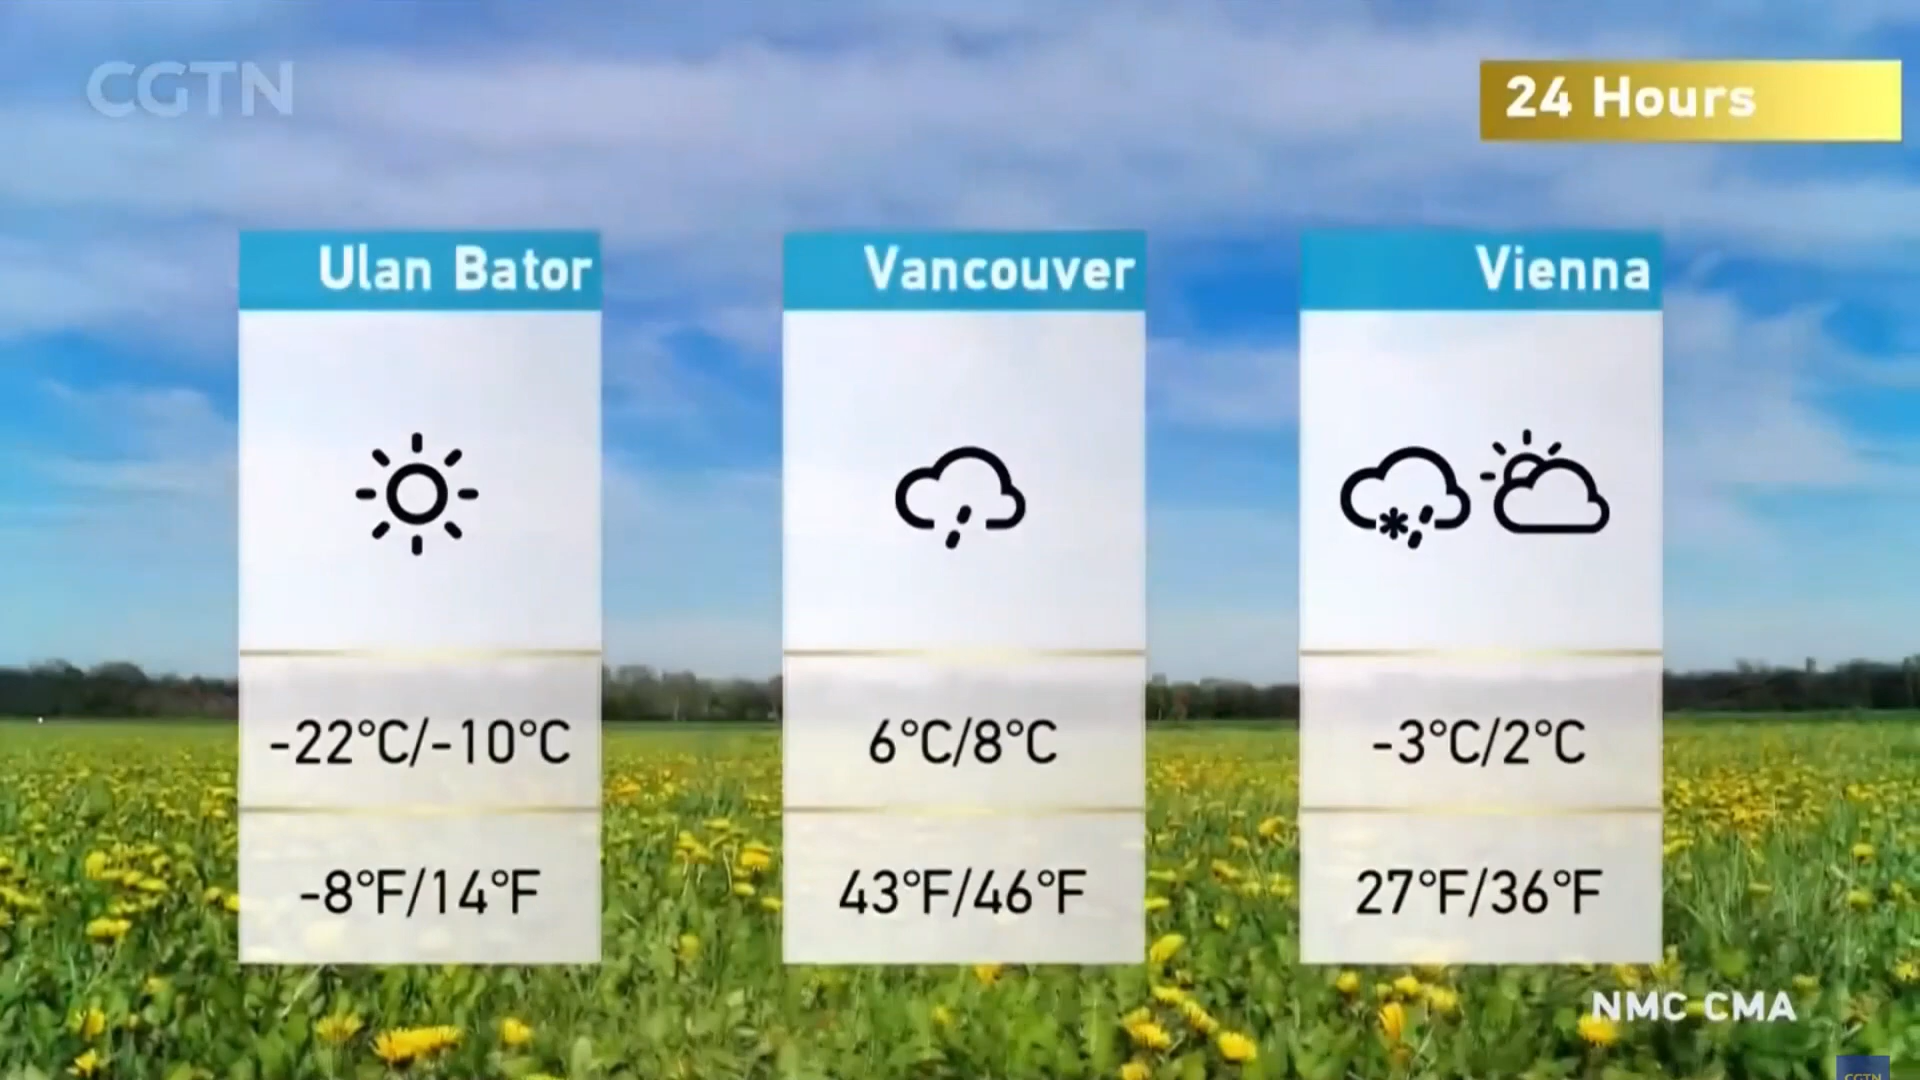 CGTN
24 Hours
Ulan Bator
-22°C/-10°C
-8°F/14°F
Vancouver
6°C/8°C
43°F/46°F
Vienna
-3°C/2°C
27°F/36°F
NMC CMA
CGTN